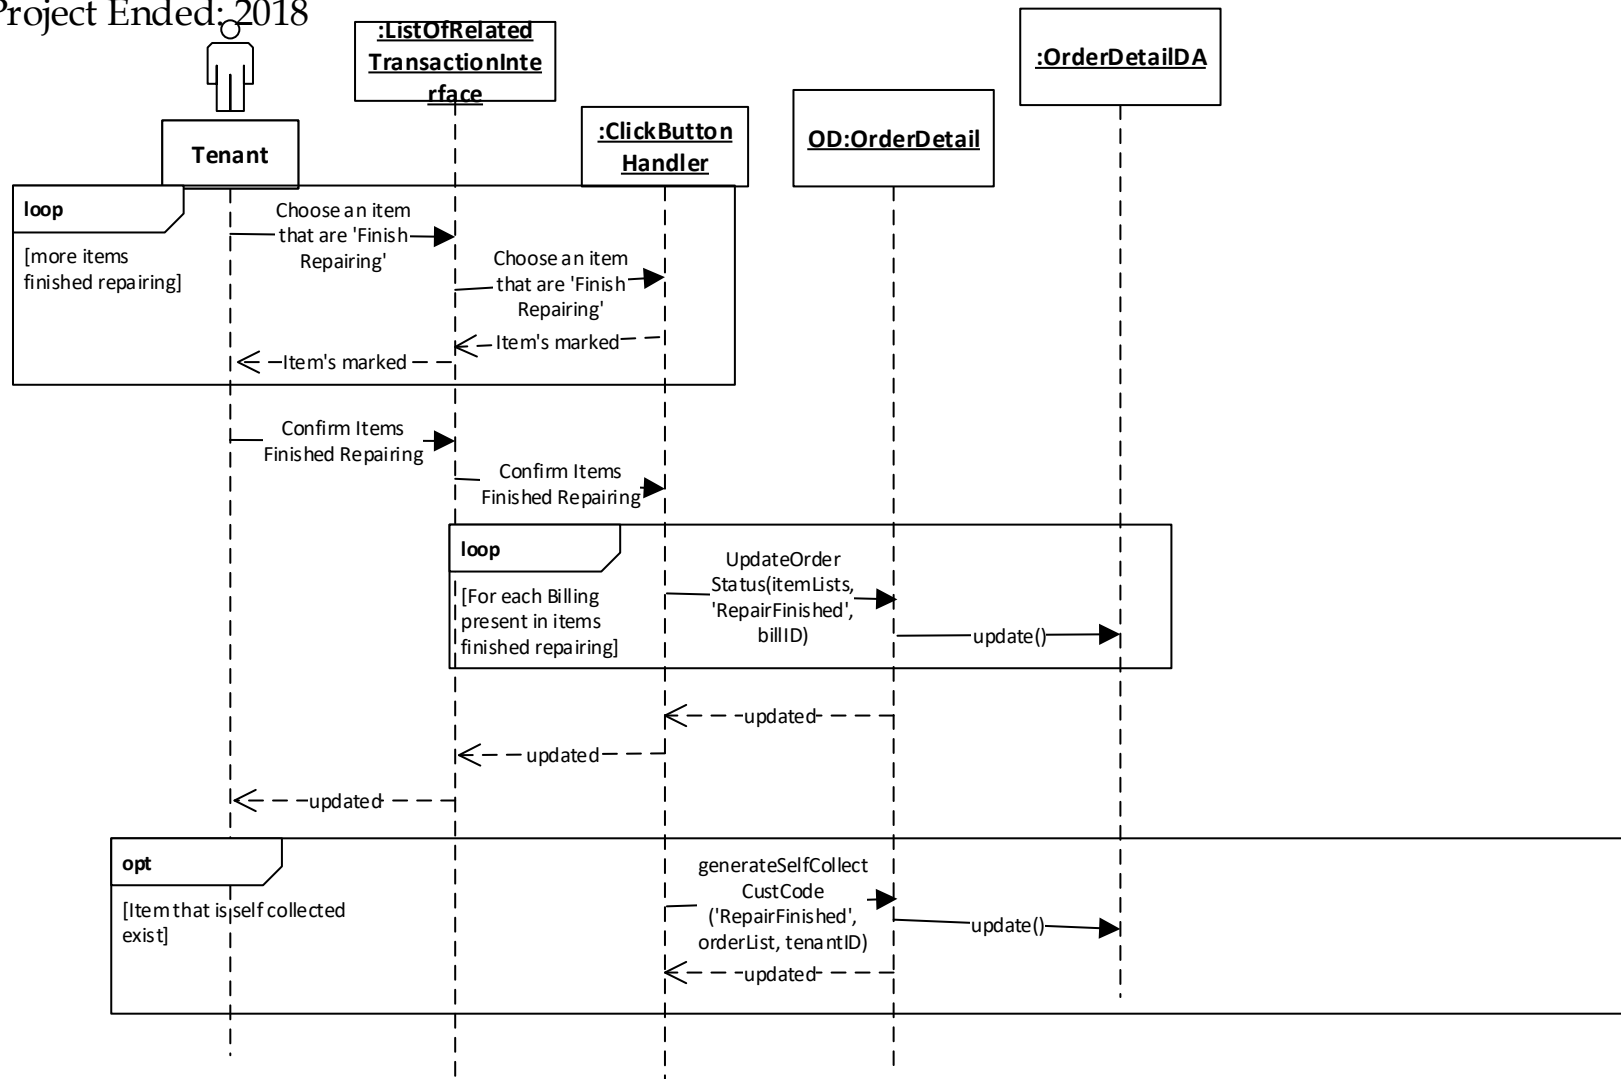 Project Ended: 2018
:ListOfRelated
TransactionInte
rface
:OrderDetailDA
:ClickButton
Handler
OD:OrderDetail
Tenant
loop
[more items
finished repairing]
Choose an item
that are 'Finish
Repairing'
Choose an item
that are 'Finish
Repairing'
Item's marked
Item's marked
Confirm Items
Finished Repairing
Confirm Items
Finished Repairing
loop
[For each Billing
present in items
finished repairing]
UpdateOrder
Status(itemLists,
'RepairFinished',
billID)
update()
updated
updated
updated
opt
[Item that is self collected
exist]
generateSelfCollect
CustCode
('RepairFinished',
orderList, tenantID)
update()
updated